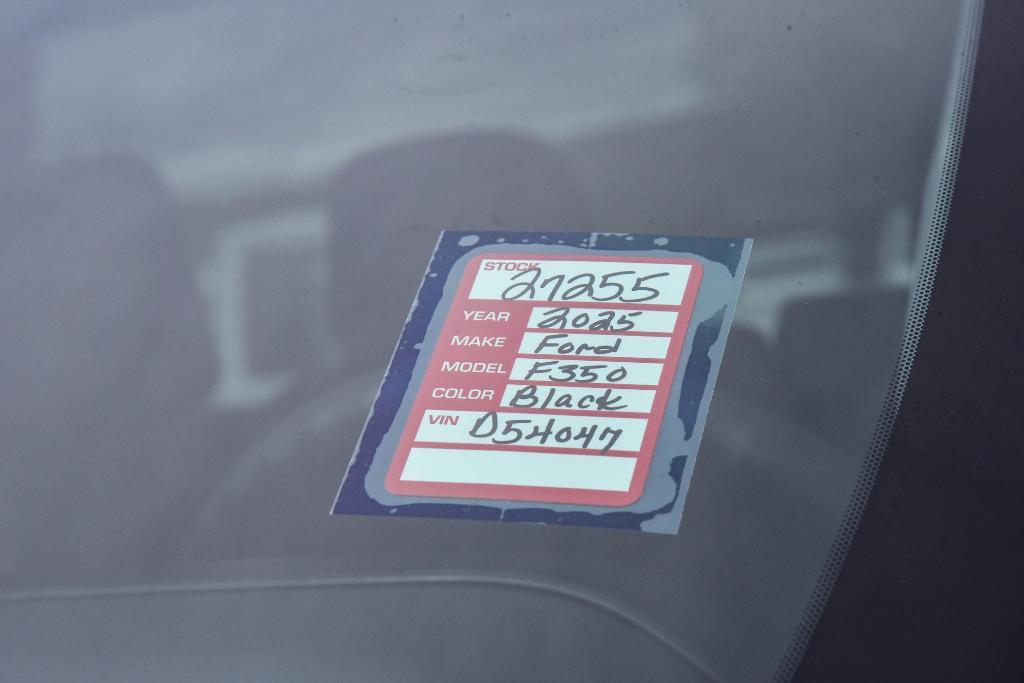 STOCK 27255
YEAR 2025
MAKE Ford
MODEL F350
COLOR Black
VIN D54047